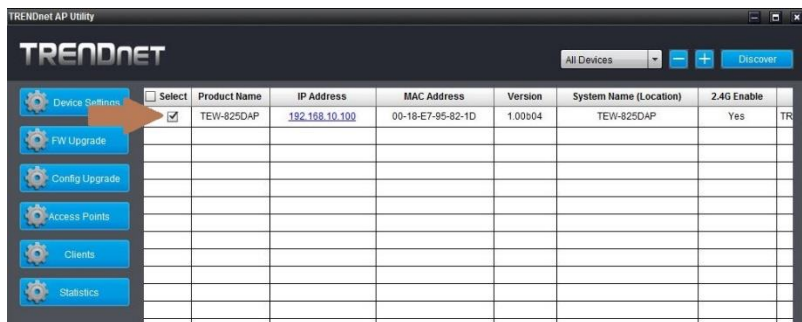 TRENDnet AP Utility
TRENDnet
All Devices
Discover
Device Settings
FW Upgrade
Config Upgrade
Access Points
Clients
Statistics
Select Product Name IP Address MAC Address Version System Name (Location) 2.4G Enable
TEW-825DAP 192.168.10.100 00-18-E7-95-82-1D 1.00b04 TEW-825DAP Yes TR